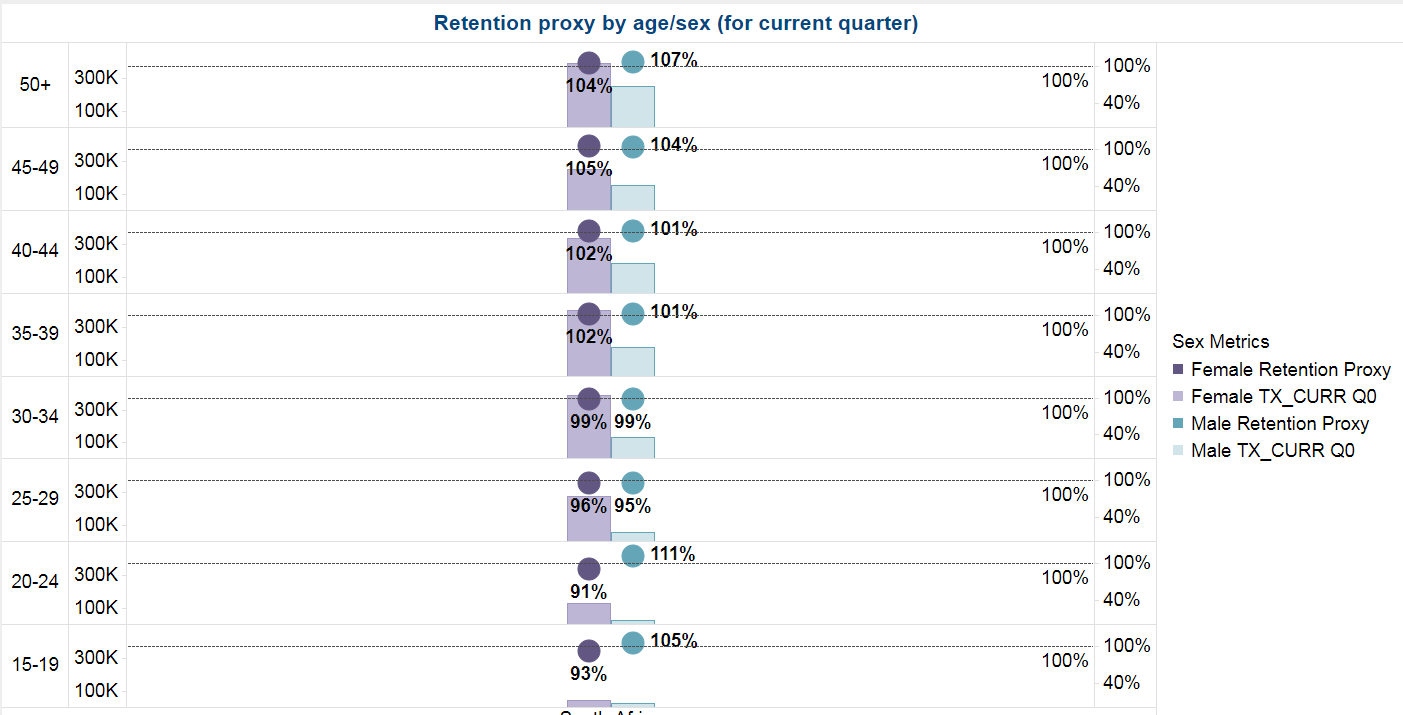 Retention proxy by age/sex (for current quarter)
50+ 300K 104% 107% 100% 100%
100K 40%
45-49 300K 105% 104% 100% 100%
100K 40%
40-44 300K 102% 101% 100% 100%
100K 40%
35-39 300K 102% 101% 100% 100%
100K 40%
30-34 300K 99% 99% 100% 100%
100K 40%
25-29 300K 96% 95% 100% 100%
100K 40%
20-24 300K 91% 111% 100% 100%
100K 40%
15-19 300K 93% 105% 100% 100%
100K 40%
Sex Metrics
Female Retention Proxy
Female TX_CURR Q0
Male Retention Proxy
Male TX_CURR Q0